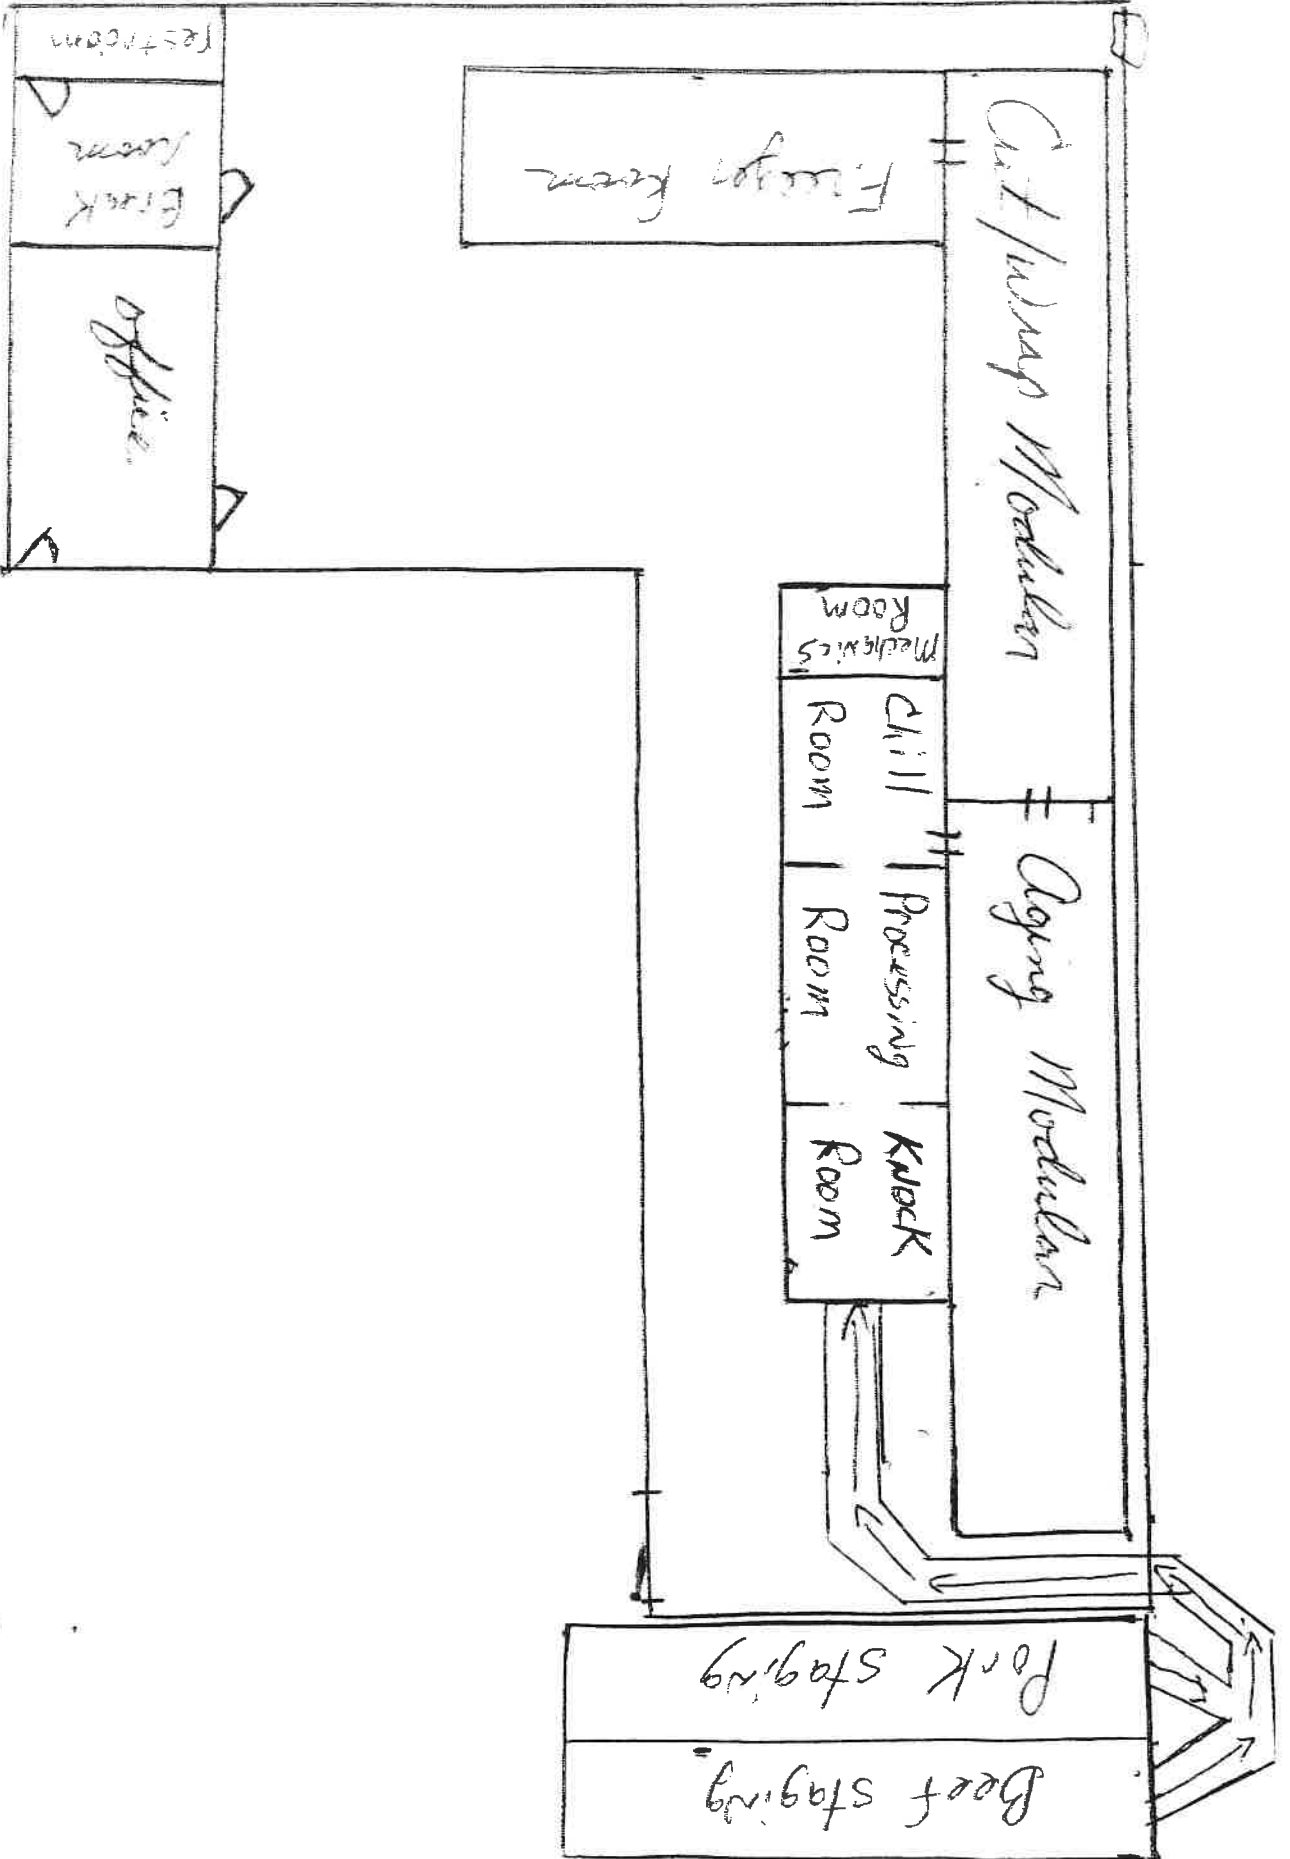 restroom
Break
Room
office
Freezer Room
Cut/Wrap Modular
Mechanics
Room
Chill
Room
Processing
Room
Knock
Room
Aging Modular
Pork staging
Beef staging